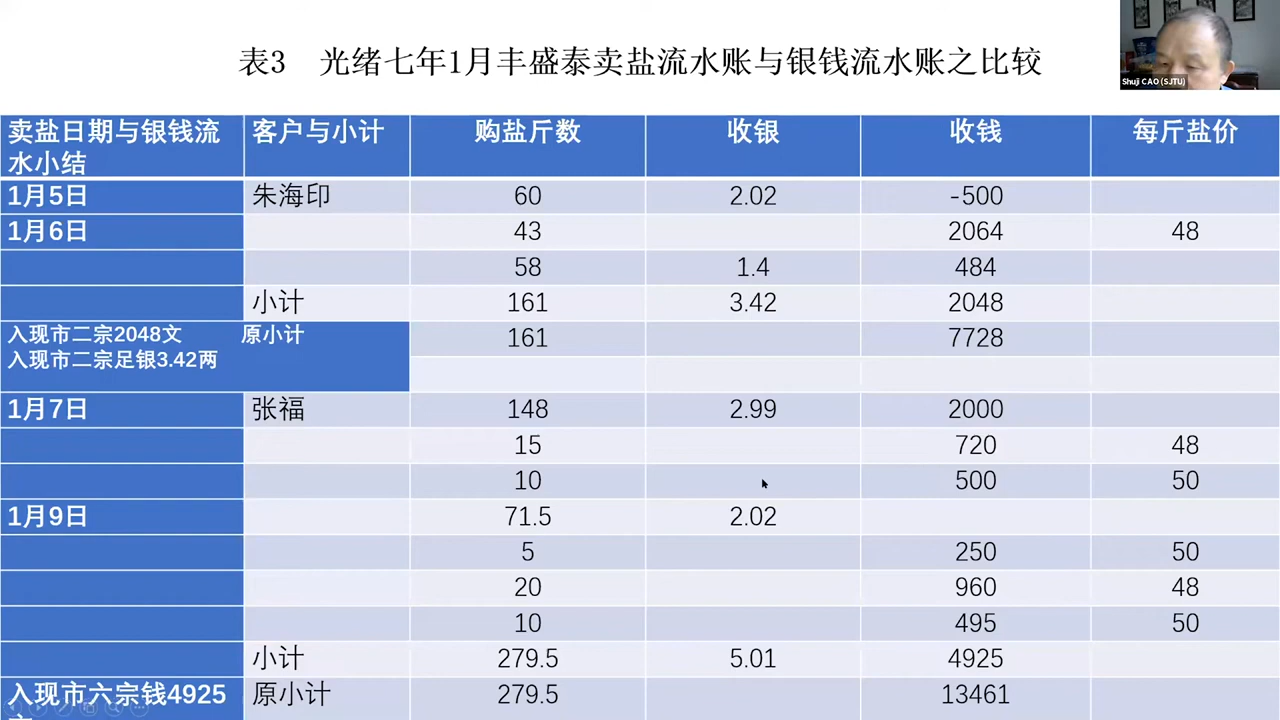 表3 光绪七年1月丰盛泰卖盐流水账与银钱流水账之比较
Shuji CAO (SJTU)
卖盐日期与银钱流水小结 客户与小计 购盐斤数 收银 收钱 每斤盐价
1月5日 朱海印 60 2.02 -500
1月6日 43 2064 48
58 1.4 484
小计 161 3.42 2048
入现市二宗2048文 原小计 161 7728
入现市二宗足银3.42两
1月7日 张福 148 2.99 2000
15 720 48
10 500 50
1月9日 71.5 2.02
5 250 50
20 960 48
10 495 50
小计 279.5 5.01 4925
入现市六宗钱4925 原小计 279.5 13461